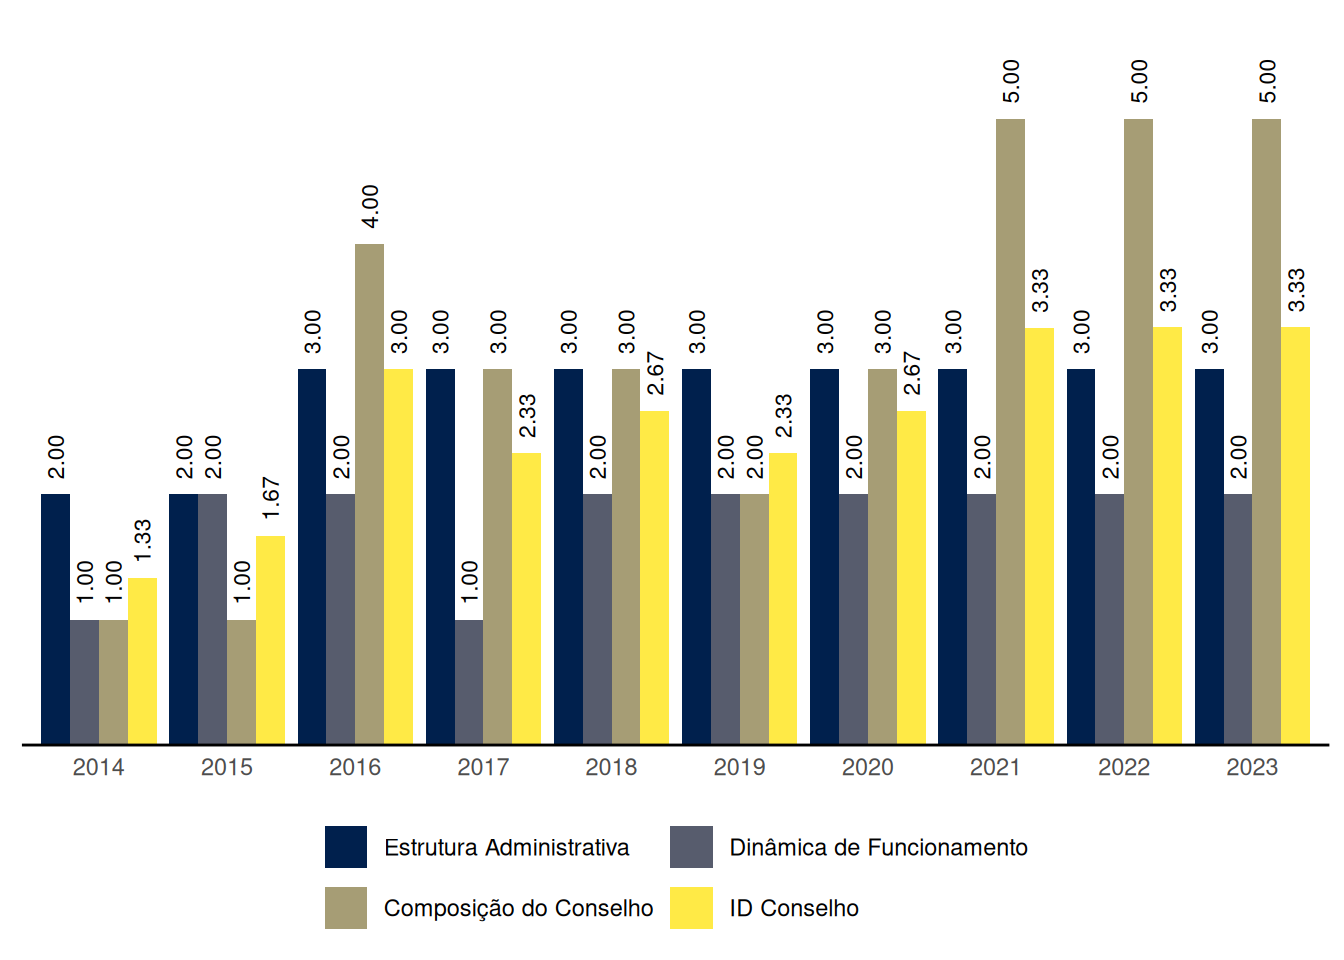 2.00 1.00 1.00 1.33 2.00 2.00 1.00 1.67 3.00 2.00 4.00 3.00 3.00 1.00 3.00 2.33 3.00 2.00 3.00 2.67 3.00 2.00 2.00 2.33 3.00 2.00 3.00 2.67 3.00 2.00 5.00 3.33 3.00 2.00 5.00 3.33 3.00 2.00 5.00 3.33
2014 2015 2016 2017 2018 2019 2020 2021 2022 2023
Estrutura Administrativa Dinâmica de Funcionamento
Composição do Conselho ID Conselho